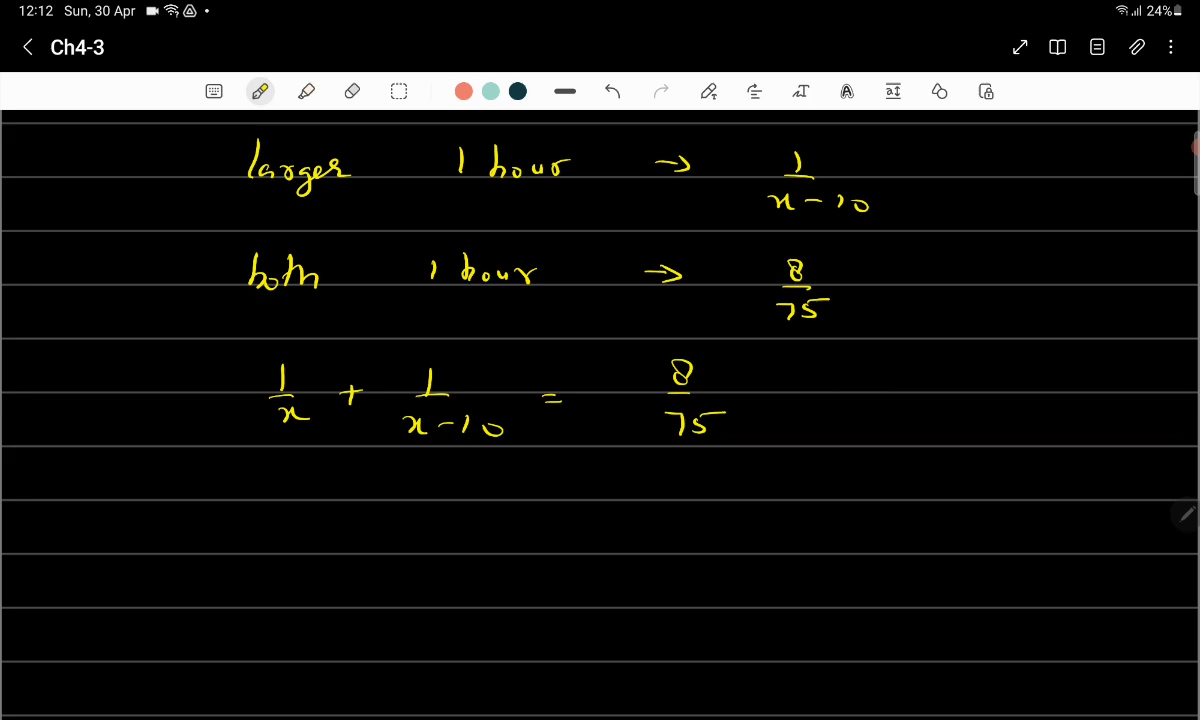 12:12 Sun, 30 Apr 24%
Ch4-3
larger 1 hour → 1/(x-10)
both 1 hour → 8/75
1/x + 1/(x-10) = 8/75